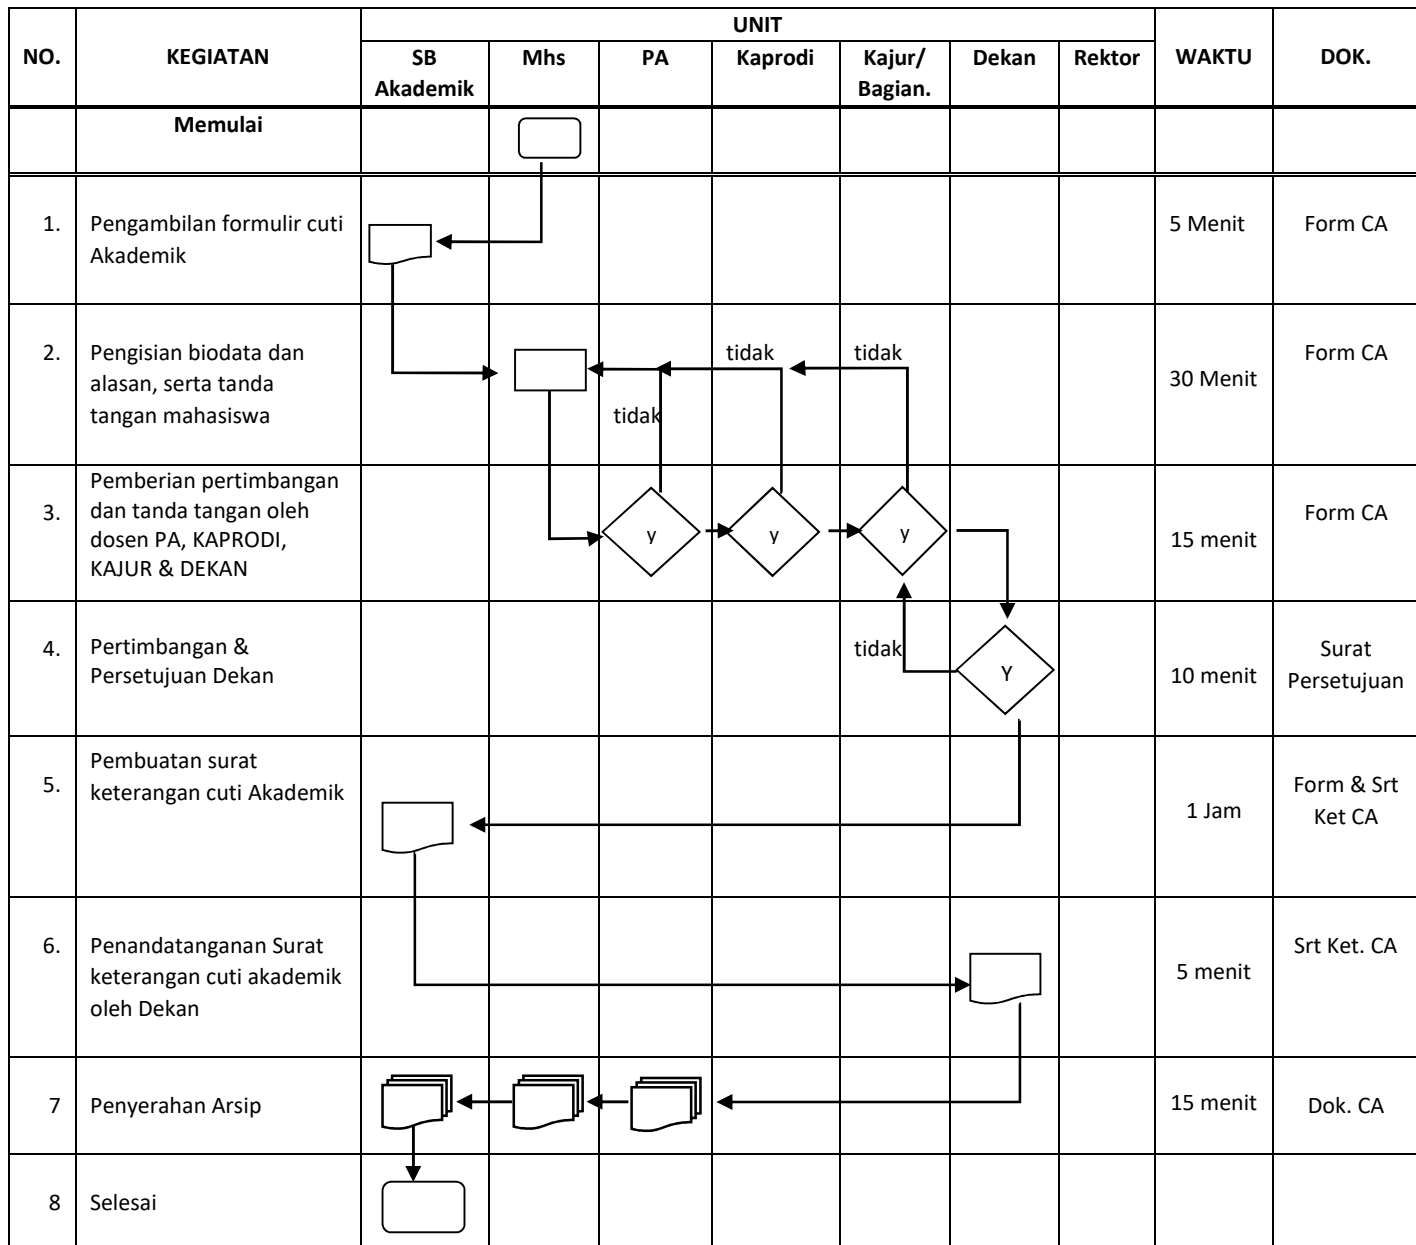 UNIT
NO.
KEGIATAN
SB
Akademik
Mhs
PA
Kaprodi
Kajur/
Bagian.
Dekan
Rektor
WAKTU
DOK.
Memulai
1.
Pengambilan formulir cuti
Akademik
5 Menit
Form CA
2.
Pengisian biodata dan
alasan, serta tanda
tangan mahasiswa
tidak
tidak
tidak
30 Menit
Form CA
3.
Pemberian pertimbangan
dan tanda tangan oleh
dosen PA, KAPRODI,
KAJUR & DEKAN
y
y
y
15 menit
Form CA
4.
Pertimbangan &
Persetujuan Dekan
tidak
Y
10 menit
Surat
Persetujuan
5.
Pembuatan surat
keterangan cuti Akademik
1 Jam
Form & Srt
Ket CA
6.
Penandatanganan Surat
keterangan cuti akademik
oleh Dekan
5 menit
Srt Ket. CA
7
Penyerahan Arsip
15 menit
Dok. CA
8
Selesai